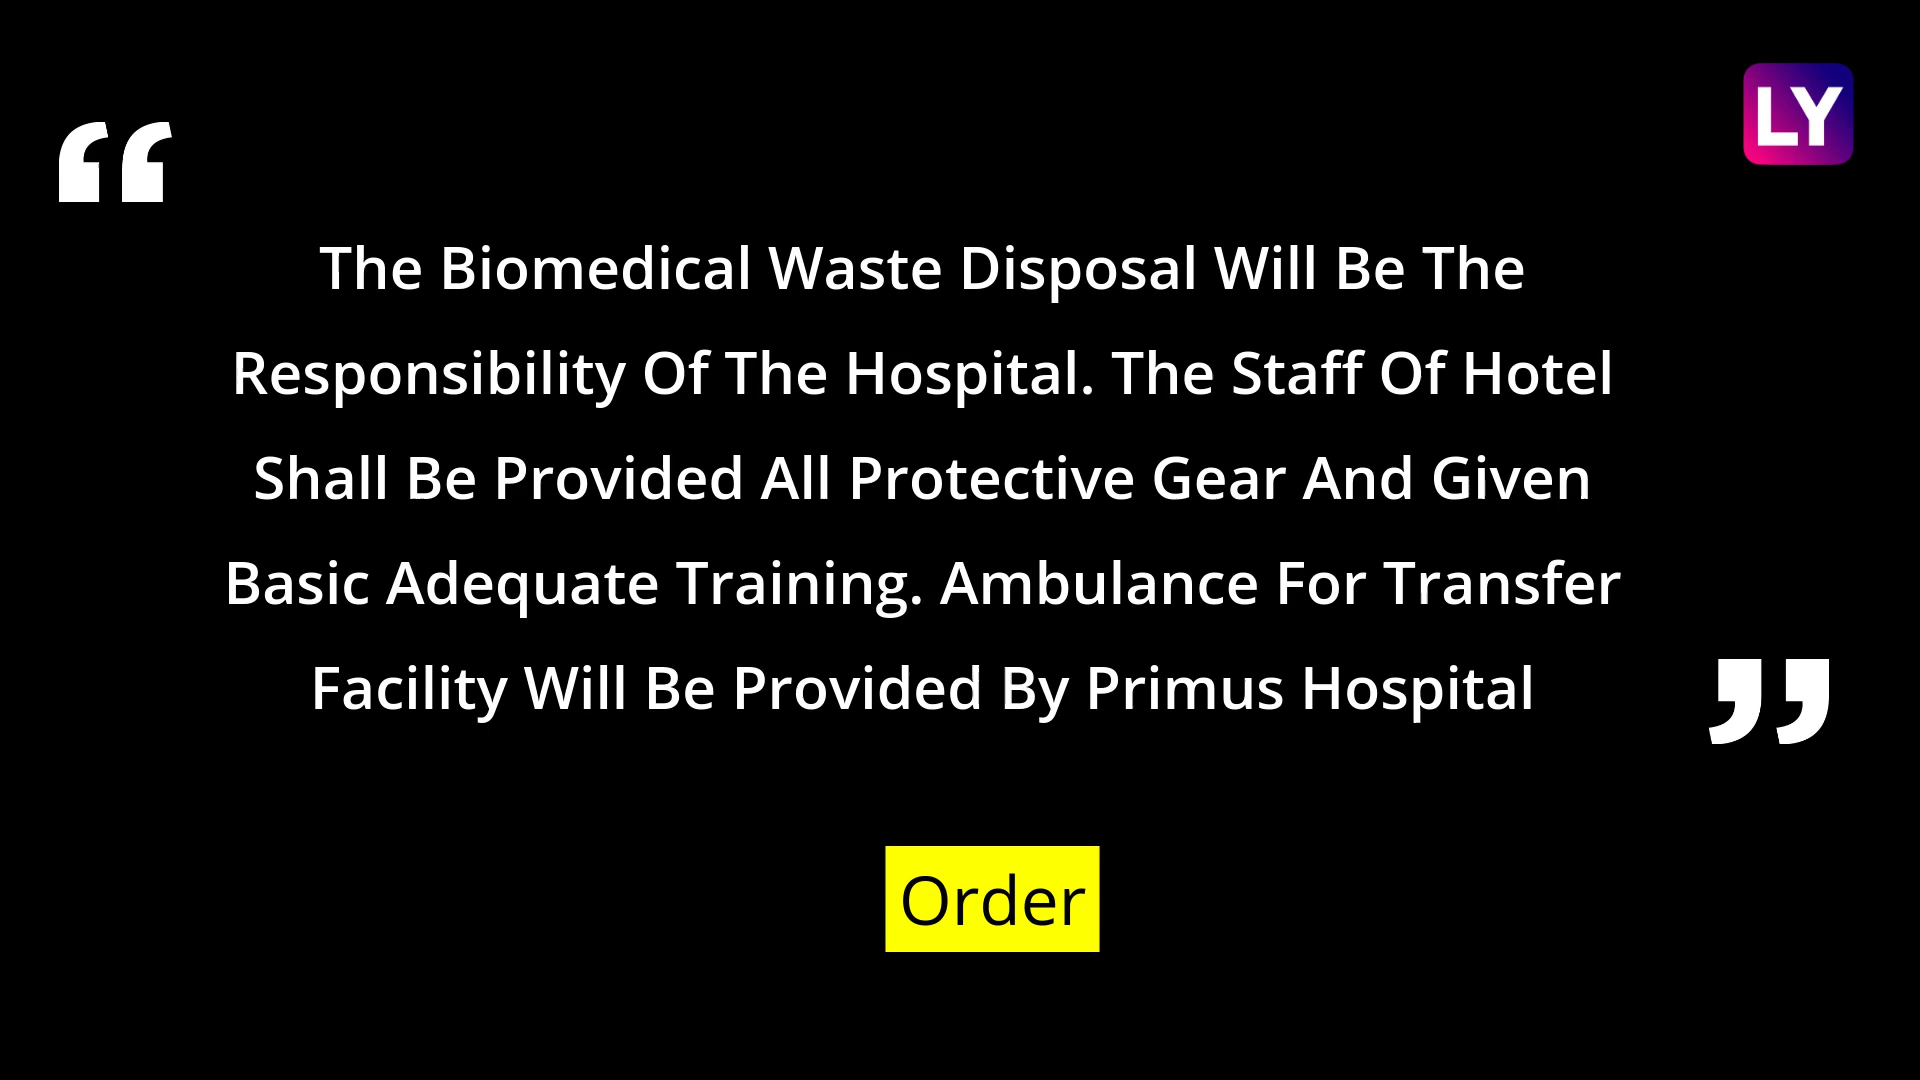 LY
“
The Biomedical Waste Disposal Will Be The
Responsibility Of The Hospital. The Staff Of Hotel
Shall Be Provided All Protective Gear And Given
Basic Adequate Training. Ambulance For Transfer
Facility Will Be Provided By Primus Hospital
”
Order